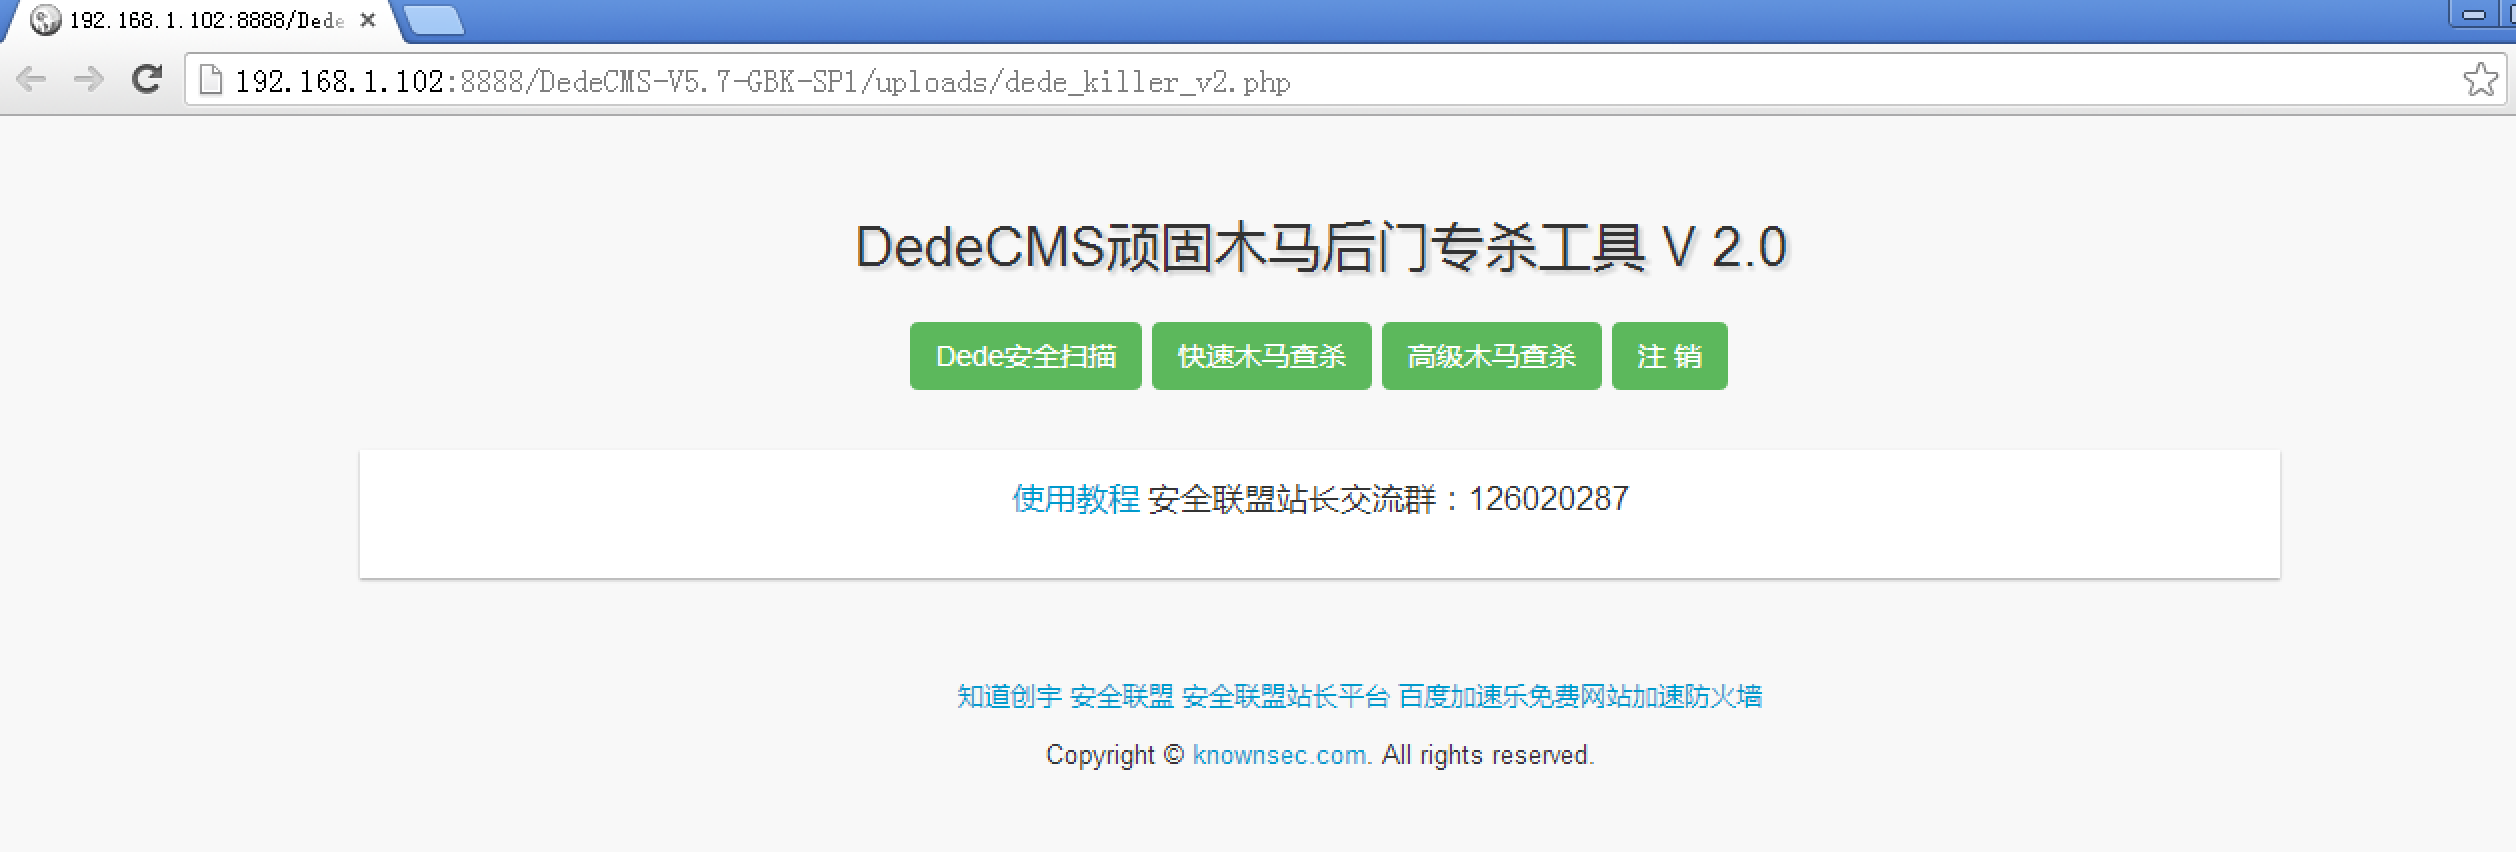 192.168.1.102:8888/Dede
192.168.1.102:8888/DedeCMS-V5.7-GBK-SP1/uploads/dede_killer_v2.php
DedeCMS顽固木马后门专杀工具 V 2.0
Dede安全扫描 快速木马查杀 高级木马查杀 注 销
使用教程 安全联盟站长交流群：126020287
知道创宇 安全联盟 安全联盟站长平台 百度加速乐免费网站加速防火墙
Copyright © knownsec.com. All rights reserved.